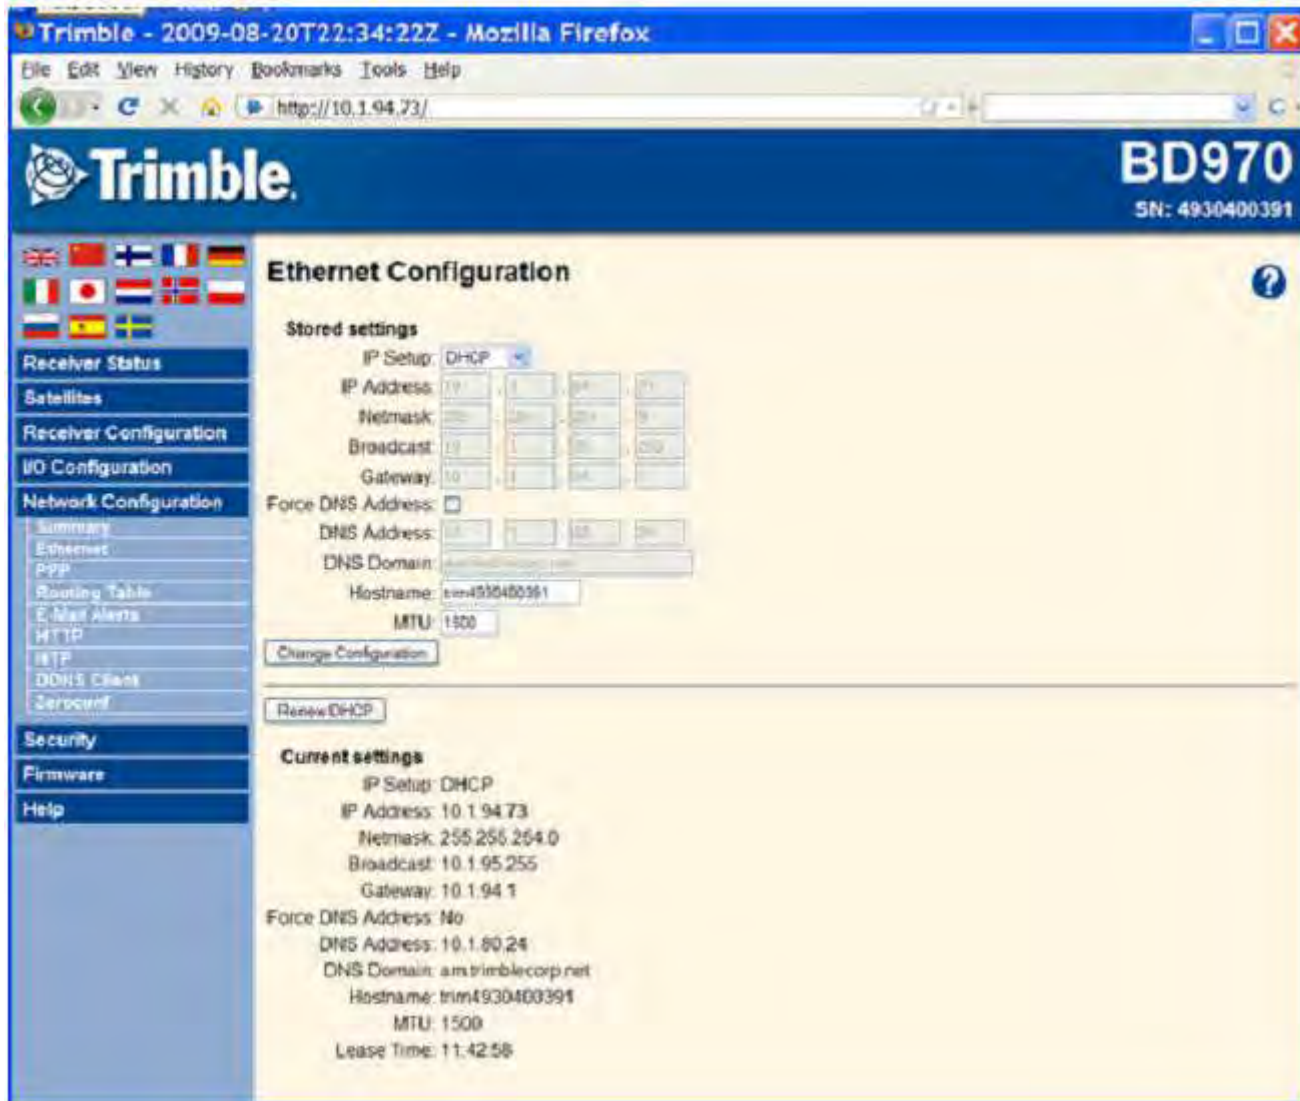 Trimble - 2009-08-20T22:34:22Z - Mozilla Firefox
File Edit View History Bookmarks Tools Help
http://10.1.94.73/
Trimble.
BD970
SN: 4930400391
Receiver Status
Satellites
Receiver Configuration
I/O Configuration
Network Configuration
Summary
Ethernet
PPP
Routing Table
E-Mail Alerts
HTTP
NTP
DDNS Client
Zeroconf
Security
Firmware
Help
Ethernet Configuration
Stored settings
IP Setup: DHCP
IP Address:
Netmask:
Broadcast:
Gateway:
Force DNS Address:
DNS Address:
DNS Domain:
Hostname: trim4930400391
MTU: 1500
Change Configuration
Renew DHCP
Current settings
IP Setup: DHCP
IP Address: 10.1.94.73
Netmask: 255.255.254.0
Broadcast: 10.1.95.255
Gateway: 10.1.94.1
Force DNS Address: No
DNS Address: 10.1.80.24
DNS Domain: am.trimblecorp.net
Hostname: trim4930400391
MTU: 1500
Lease Time: 11:42:58